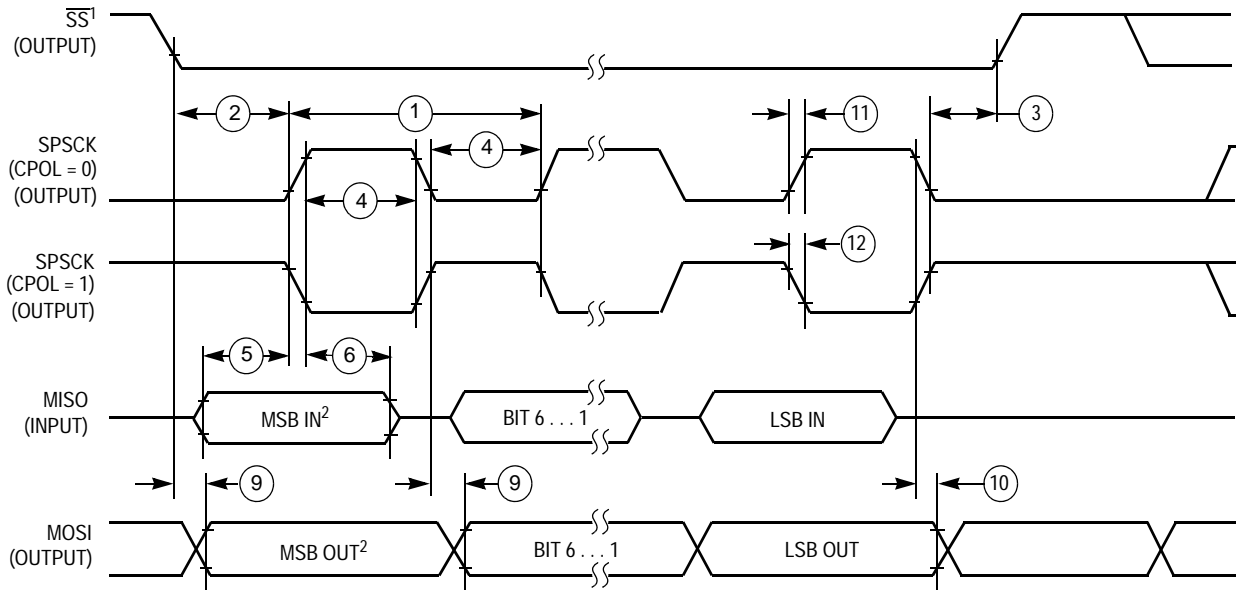 SS¹
(OUTPUT)
2
1
11
3
SPSCK
(CPOL = 0)
(OUTPUT)
4
4
SPSCK
(CPOL = 1)
(OUTPUT)
12
5
6
MISO
(INPUT)
MSB IN²
BIT 6 . . . 1
LSB IN
9
9
10
MOSI
(OUTPUT)
MSB OUT²
BIT 6 . . . 1
LSB OUT